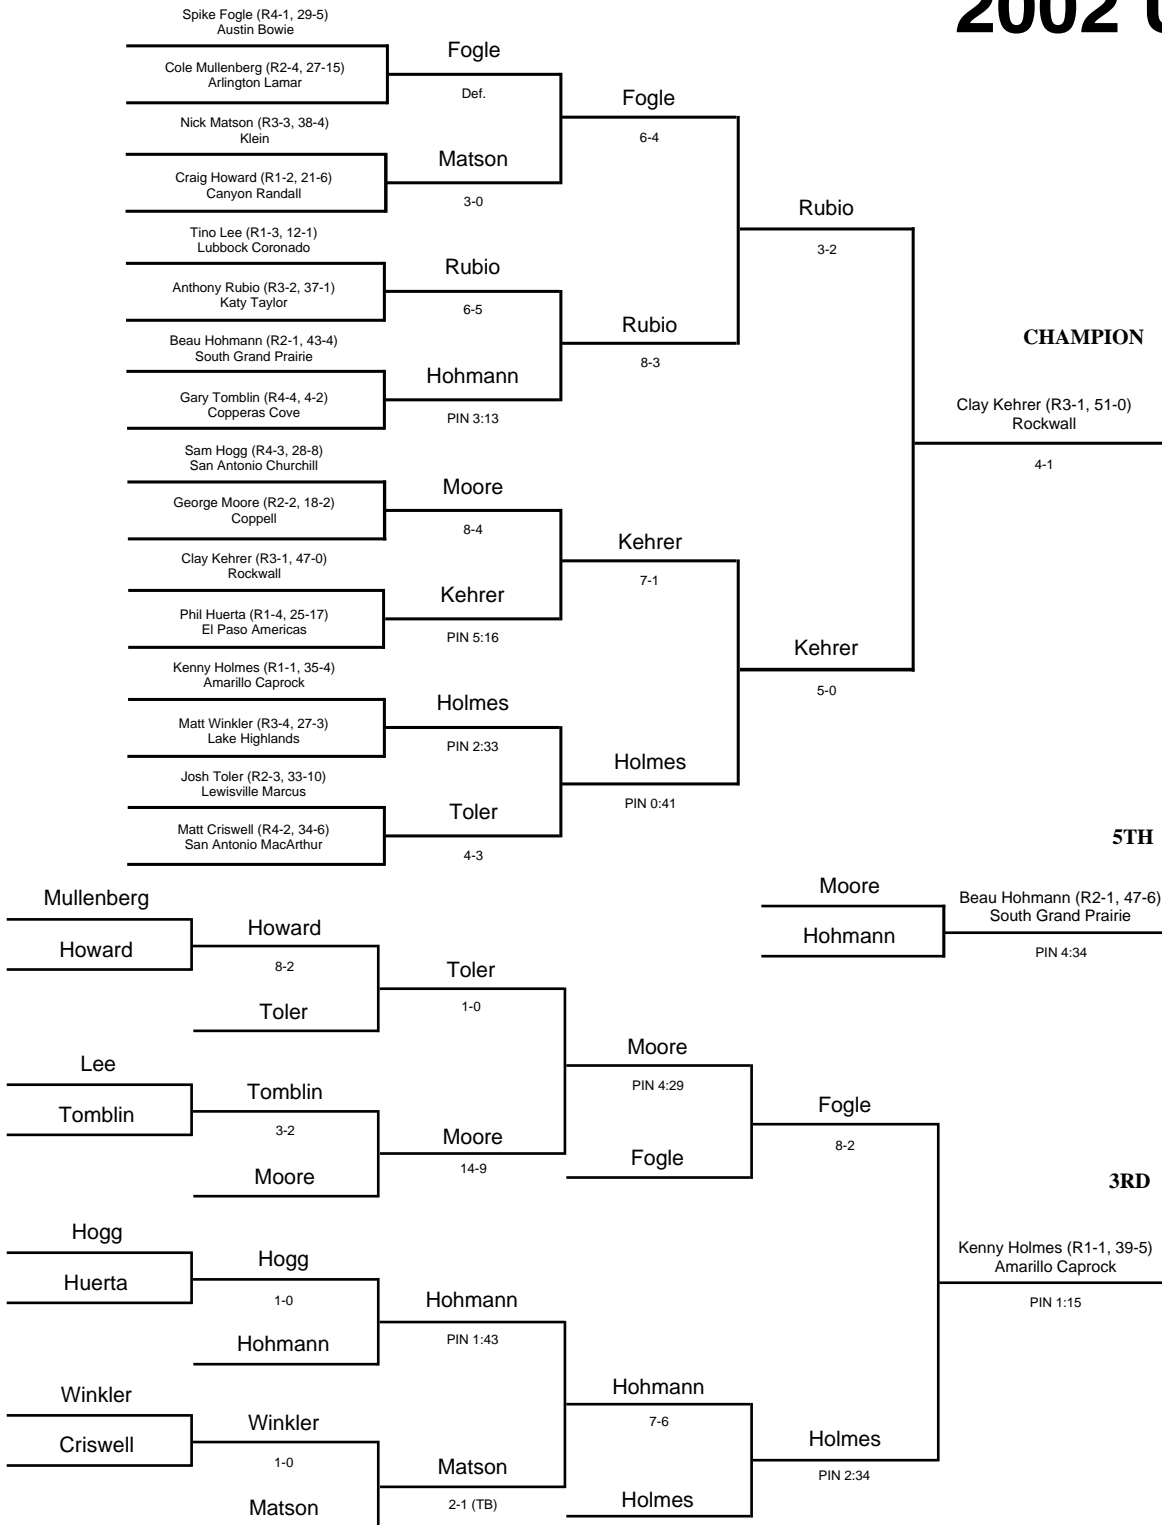 2002 U
Spike Fogle (R4-1, 29-5)
Austin Bowie
Cole Mullenberg (R2-4, 27-15)
Arlington Lamar
Nick Matson (R3-3, 38-4)
Klein
Craig Howard (R1-2, 21-6)
Canyon Randall
Tino Lee (R1-3, 12-1)
Lubbock Coronado
Anthony Rubio (R3-2, 37-1)
Katy Taylor
Beau Hohmann (R2-1, 43-4)
South Grand Prairie
Gary Tomblin (R4-4, 4-2)
Copperas Cove
Sam Hogg (R4-3, 28-8)
San Antonio Churchill
George Moore (R2-2, 18-2)
Coppell
Clay Kehrer (R3-1, 47-0)
Rockwall
Phil Huerta (R1-4, 25-17)
El Paso Americas
Kenny Holmes (R1-1, 35-4)
Amarillo Caprock
Matt Winkler (R3-4, 27-3)
Lake Highlands
Josh Toler (R2-3, 33-10)
Lewisville Marcus
Matt Criswell (R4-2, 34-6)
San Antonio MacArthur
Fogle
Def.
Matson
3-0
Rubio
6-5
Hohmann
PIN 3:13
Moore
8-4
Kehrer
PIN 5:16
Holmes
PIN 2:33
Toler
4-3
Fogle
6-4
Rubio
8-3
Kehrer
7-1
Holmes
PIN 0:41
Rubio
3-2
Kehrer
5-0
CHAMPION
Clay Kehrer (R3-1, 51-0)
Rockwall
4-1
5TH
Moore
Hohmann
Beau Hohmann (R2-1, 47-6)
South Grand Prairie
PIN 4:34
Mullenberg
Howard
Lee
Tomblin
Hogg
Huerta
Winkler
Criswell
Howard
8-2
Toler
Tomblin
3-2
Moore
Hogg
1-0
Hohmann
Winkler
1-0
Matson
Toler
1-0
Moore
14-9
Hohmann
PIN 1:43
Matson
2-1 (TB)
Moore
PIN 4:29
Fogle
Hohmann
7-6
Holmes
Fogle
8-2
Holmes
PIN 2:34
3RD
Kenny Holmes (R1-1, 39-5)
Amarillo Caprock
PIN 1:15